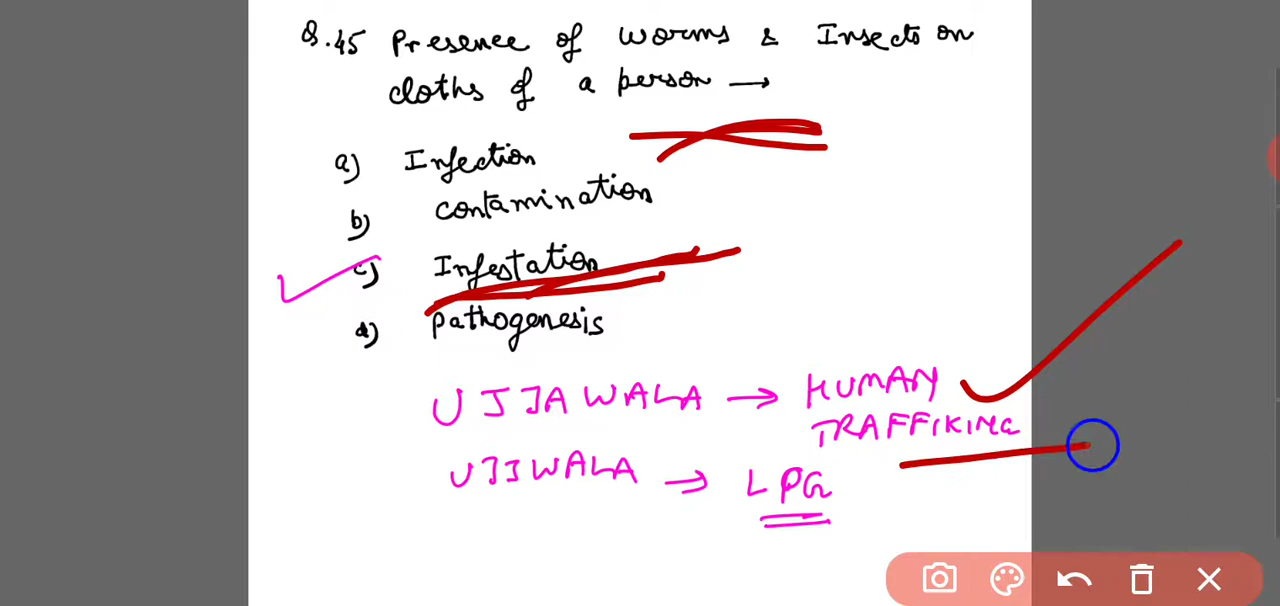 Q.45 Presence of worms & Insects on
cloths of a person →
a) Infection
b) contamination
c) Infestation
d) pathogenesis
UJJAWALA → HUMAN
TRAFFIKING
UJJWALA → LPG